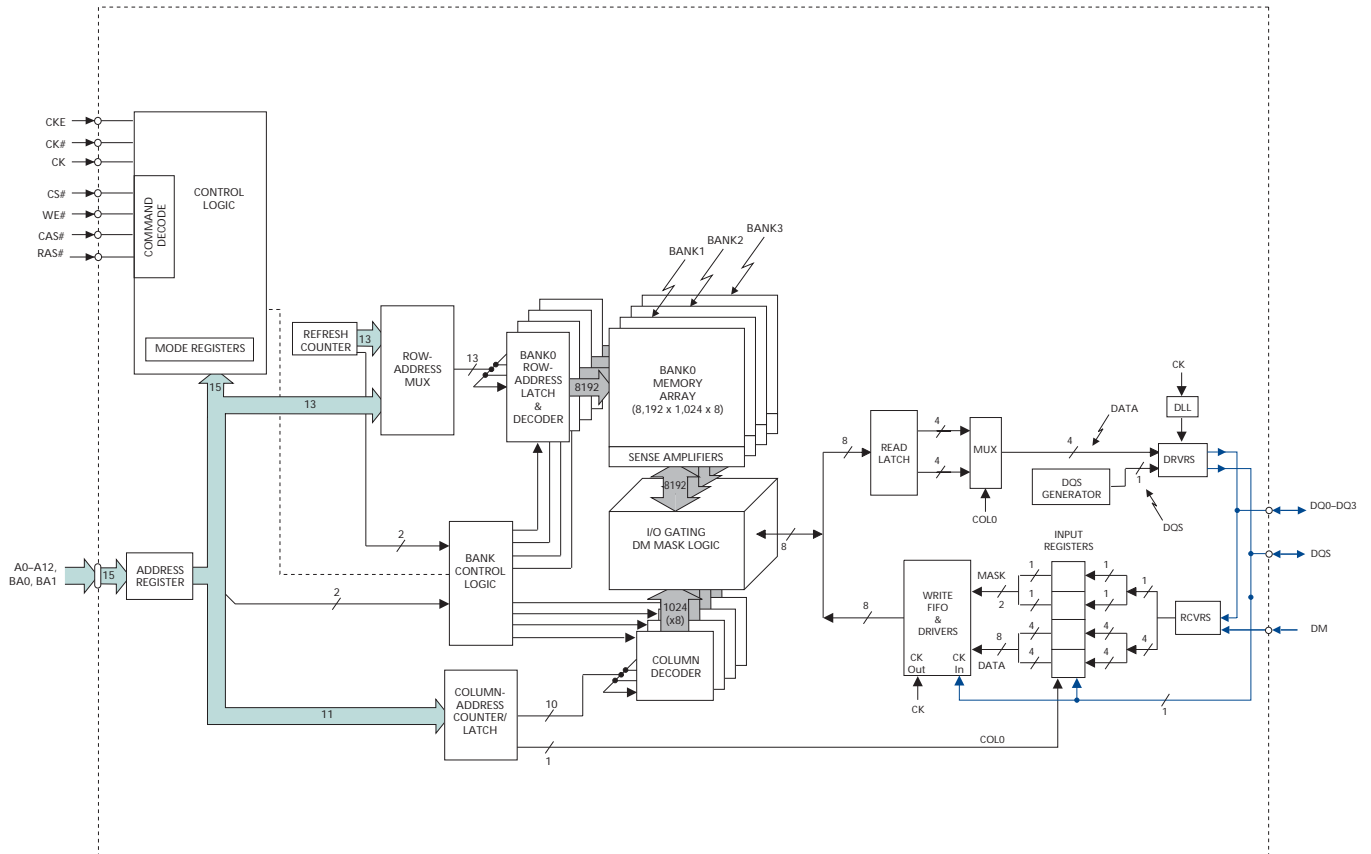 CKE
CK#
CK
CS#
WE#
CAS#
RAS#
COMMAND
DECODE
CONTROL
LOGIC
MODE REGISTERS
15
REFRESH
COUNTER
13
13
ROW-
ADDRESS
MUX
13
BANK0
ROW-
ADDRESS
LATCH
&
DECODER
8192
BANK1
BANK2
BANK3
BANK0
MEMORY
ARRAY
(8,192 x 1,024 x 8)
SENSE AMPLIFIERS
8192
I/O GATING
DM MASK LOGIC
8
A0–A12,
BA0, BA1
15
ADDRESS
REGISTER
2
2
BANK
CONTROL
LOGIC
1024
(x8)
COLUMN
DECODER
11
COLUMN-
ADDRESS
COUNTER/
LATCH
10
1
COL0
8
READ
LATCH
4
4
MUX
COL0
4
DATA
DQS
GENERATOR
1
DQS
CK
DLL
DRVRS
DQ0–DQ3
DQS
DM
INPUT
REGISTERS
8
WRITE
FIFO
&
DRIVERS
CK
Out
CK
In
CK
MASK
2
8
DATA
1
1
4
4
1
1
4
4
1
4
RCVRS
1